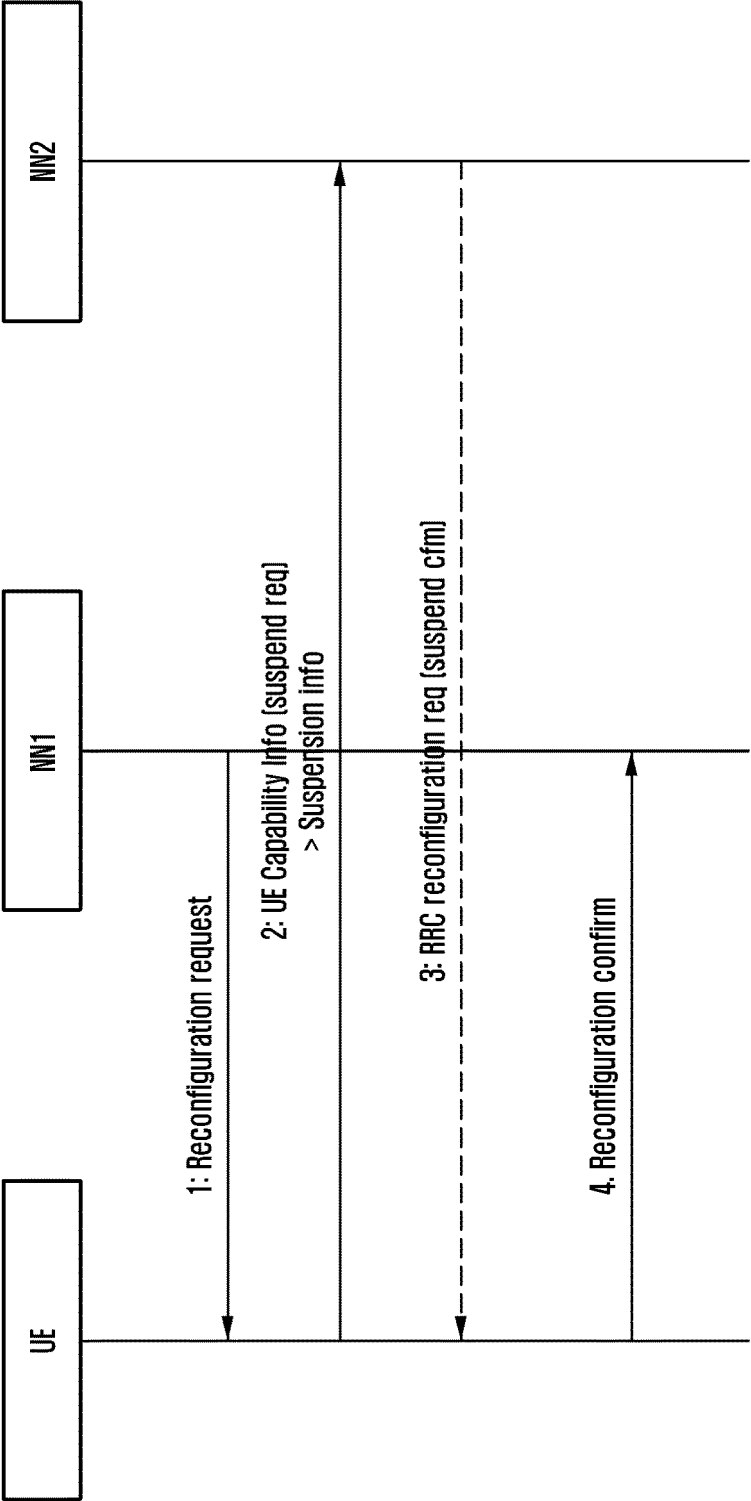 UE
NN1
NN2
1: Reconfiguration request
2: UE Capability Info (suspend req)
> Suspension info
3: RRC reconfiguration req (suspend cfm)
4. Reconfiguration confirm